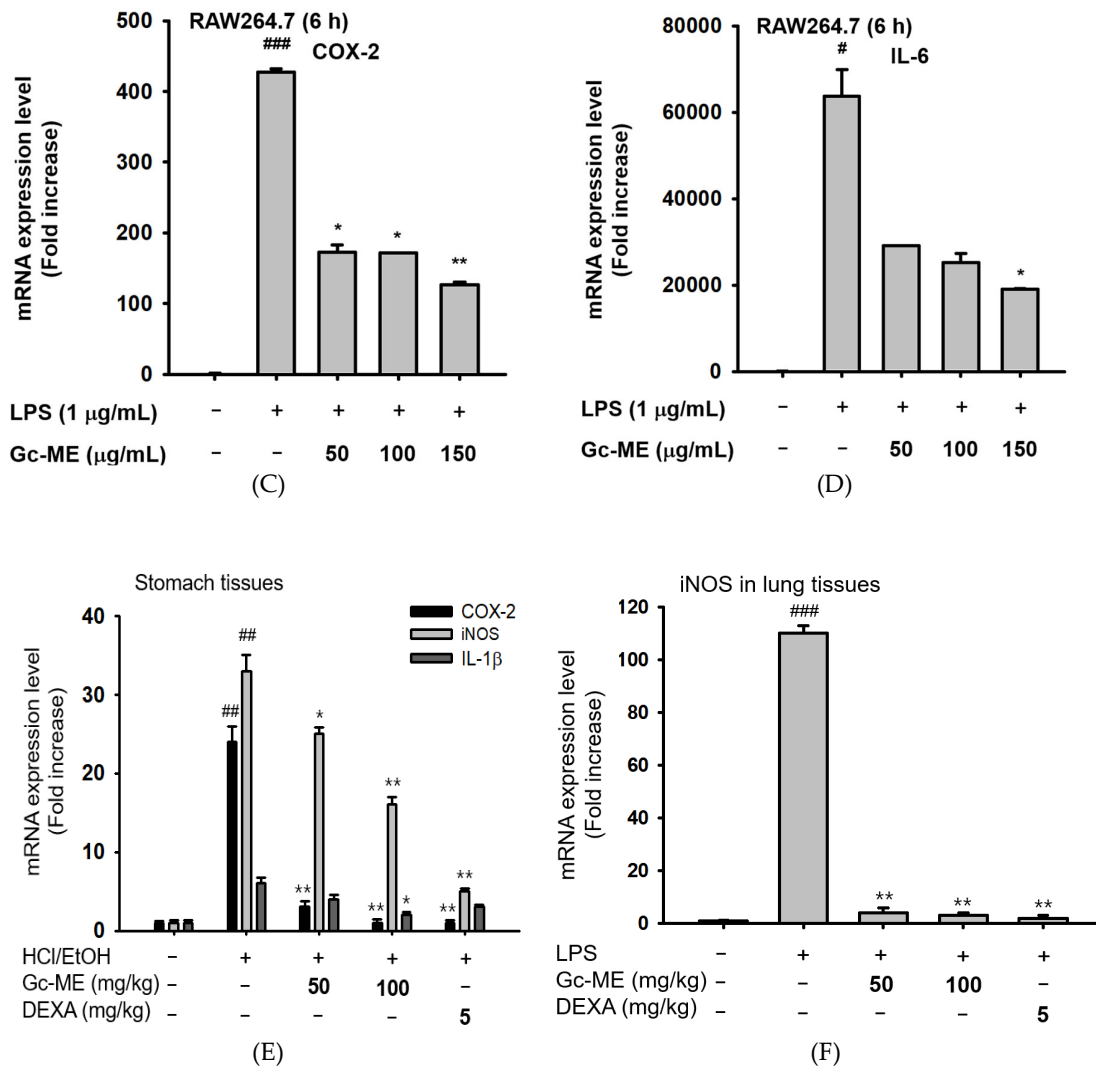 RAW264.7 (6 h)
COX-2
mRNA expression level
(Fold increase)
500
400
300
200
100
0
###
*
*
**
LPS (1 μg/mL) – + + + +
Gc-ME (μg/mL) – – 50 100 150
(C)
RAW264.7 (6 h)
IL-6
mRNA expression level
(Fold increase)
80000
60000
40000
20000
0
#
*
LPS (1 μg/mL) – + + + +
Gc-ME (μg/mL) – – 50 100 150
(D)
Stomach tissues
COX-2
iNOS
IL-1β
mRNA expression level
(Fold increase)
40
30
20
10
0
##
##
**
*
**
**
*
**
**
HCl/EtOH – + + + +
Gc-ME (mg/kg) – – 50 100 –
DEXA (mg/kg) – – – – 5
(E)
iNOS in lung tissues
mRNA expression level
(Fold increase)
120
100
80
60
40
20
0
###
**
**
**
LPS – + + + +
Gc-ME (mg/kg) – – 50 100 –
DEXA (mg/kg) – – – – 5
(F)